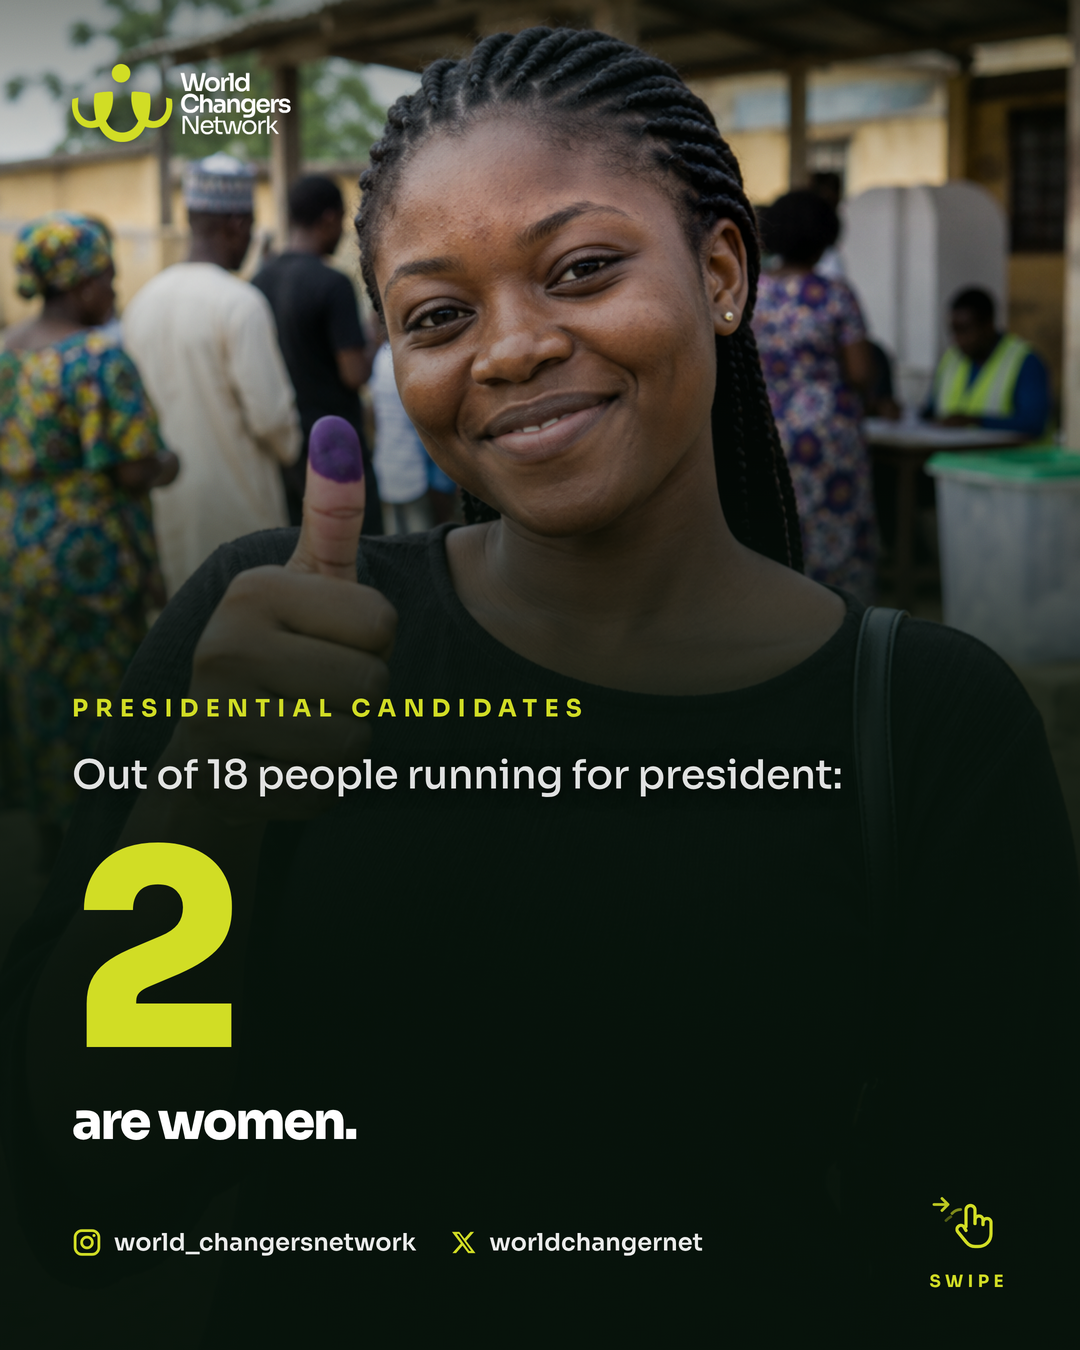 World
Changers
Network
PRESIDENTIAL CANDIDATES
Out of 18 people running for president:
2
are women.
world_changersnetwork
worldchangernet
SWIPE